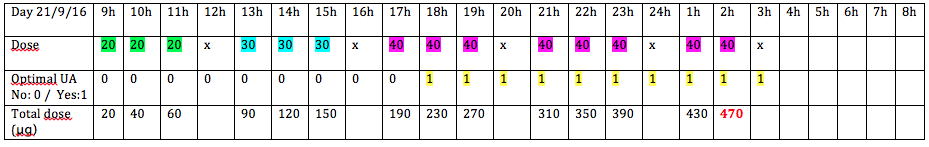 Day 21/9/16 9h 10h 11h 12h 13h 14h 15h 16h 17h 18h 19h 20h 21h 22h 23h 24h 1h 2h 3h 4h 5h 6h 7h 8h
Dose 20 20 20 x 30 30 30 x 40 40 40 x 40 40 40 x 40 40 x
Optimal UA 0 0 0 0 0 0 0 0 0 1 1 1 1 1 1 1 1 1 1
No: 0 / Yes:1
Total dose 20 40 60 90 120 150 190 230 270 310 350 390 430 470
(μg)